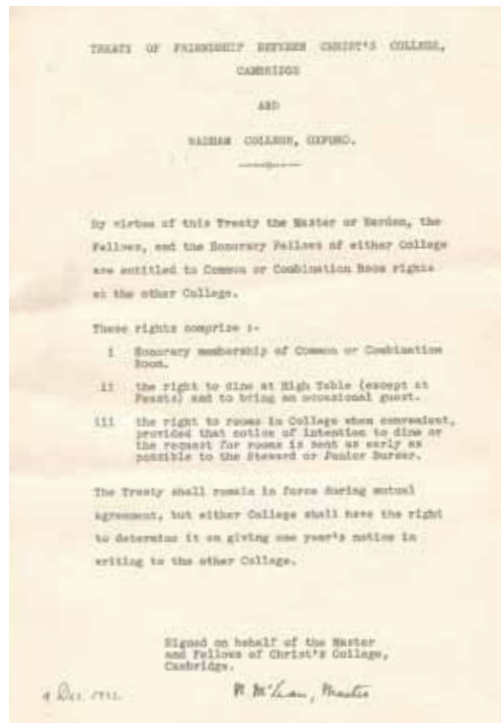 TREATY OF FRIENDSHIP BETWEEN CHRIST'S COLLEGE,
CAMBRIDGE
AND
WADHAM COLLEGE, OXFORD.
By virtue of this Treaty the Master or Warden, the
Fellows, and the Honorary Fellows of either College
are entitled to Common or Combination Room rights
at the other College.
These rights comprize :-
i Honorary membership of Common or Combination
Room.
ii the right to dine at High Table (except at
Feasts) and to bring an occasional guest.
iii the right to rooms in College when convenient,
provided that notice of intention to dine or
the request for rooms is sent as early as
possible to the Steward or Junior Bursar.
The Treaty shall remain in force during mutual
agreement, but either College shall have the right
to determine it on giving one year's notice in
writing to the other College.
Signed on behalf of the Master
and Fellows of Christ's College,
Cambridge.
Dec. N. McLean, Master